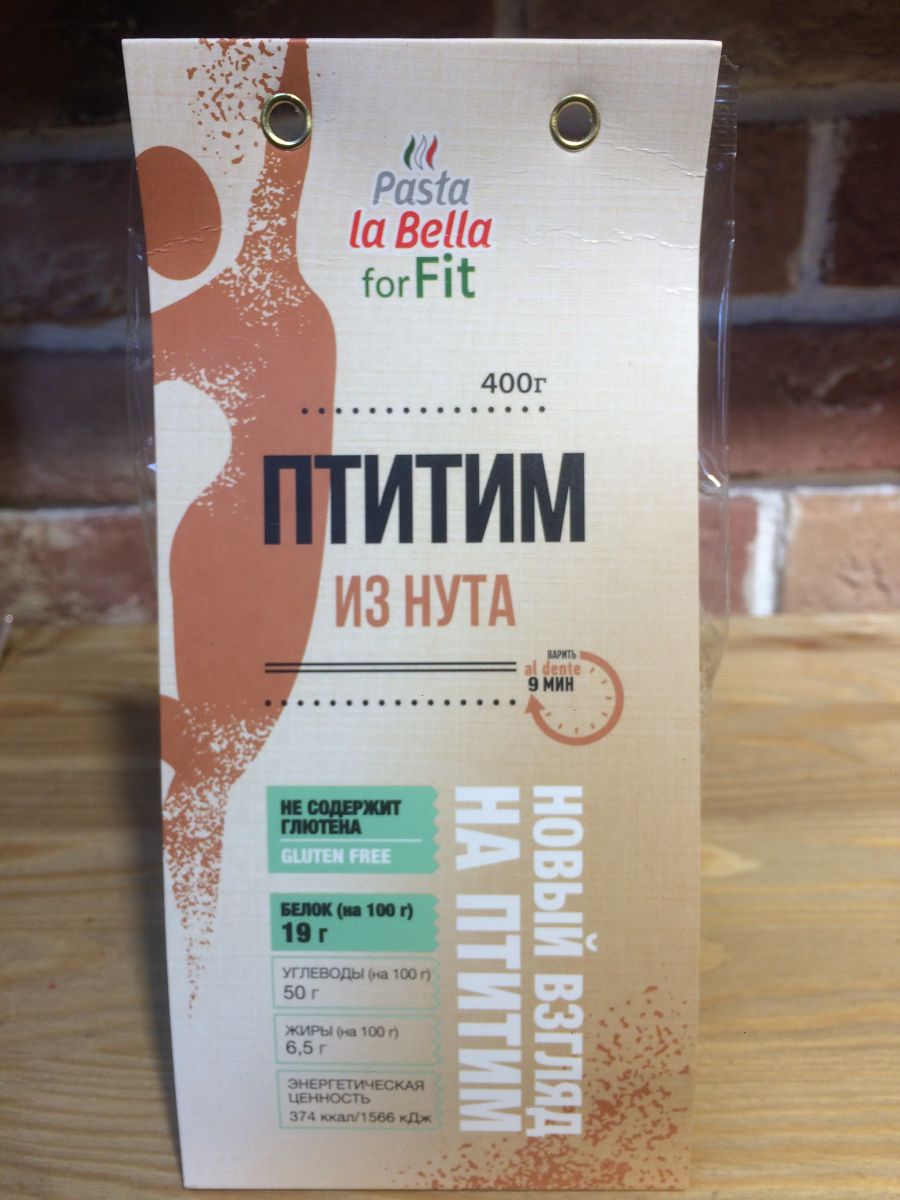 Pasta
la Bella
for Fit
400г
ПТИТИМ
ИЗ НУТА
ВАРИТЬ
al dente
9 МИН
НЕ СОДЕРЖИТ
ГЛЮТЕНА
GLUTEN FREE
БЕЛОК (на 100 г)
19 г
УГЛЕВОДЫ (на 100 г)
50 г
ЖИРЫ (на 100 г)
6,5 г
ЭНЕРГЕТИЧЕСКАЯ
ЦЕННОСТЬ
374 ккал/1566 кДж
НОВЫЙ ВЗГЛЯД
НА ПТИТИМ